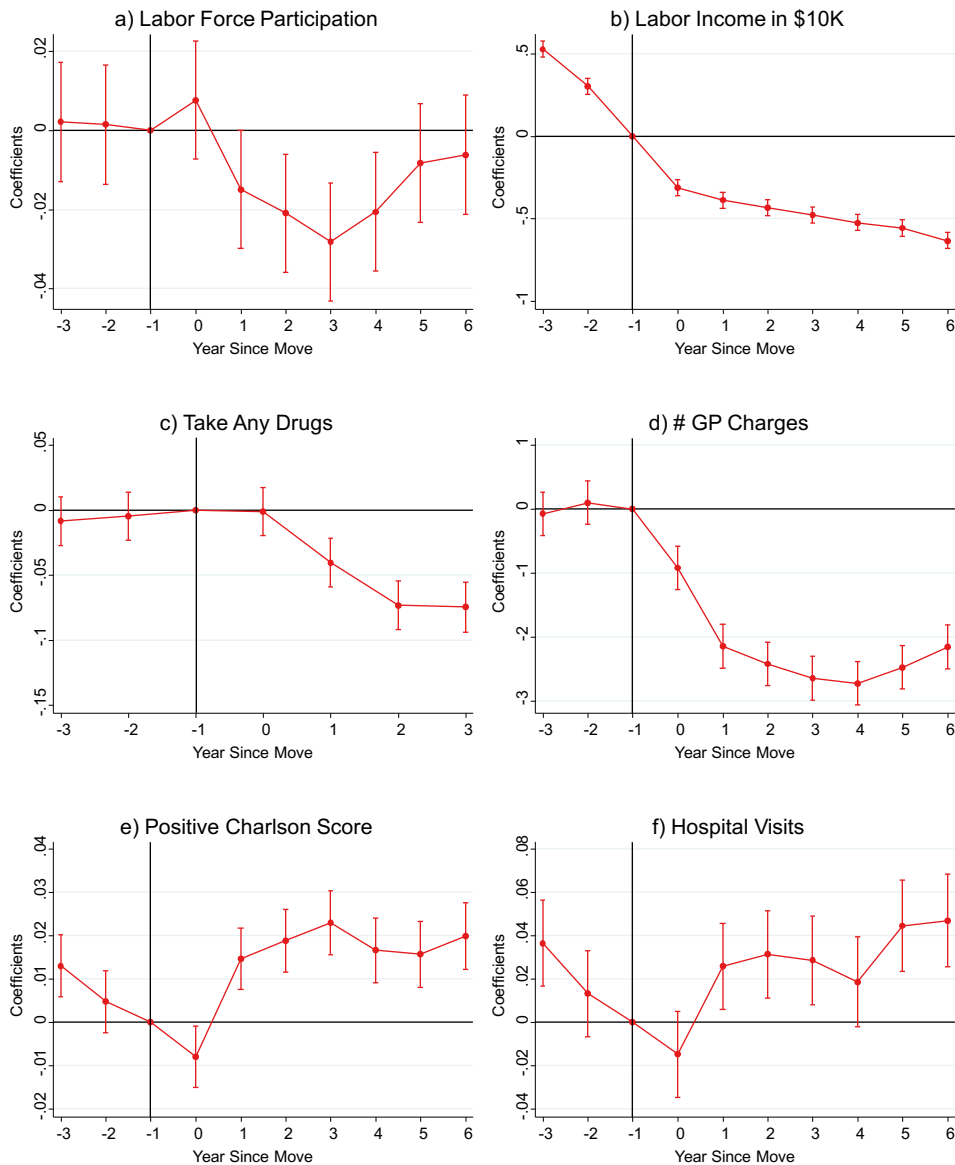 a) Labor Force Participation
Coefficients
.02
0
-.02
-.04
-3 -2 -1 0 1 2 3 4 5 6
Year Since Move
b) Labor Income in $10K
Coefficients
.5
0
-.5
-1
-3 -2 -1 0 1 2 3 4 5 6
Year Since Move
c) Take Any Drugs
Coefficients
.05
0
-.05
-.1
-.15
-3 -2 -1 0 1 2 3
Year Since Move
d) # GP Charges
Coefficients
.1
0
-.1
-.2
-.3
-3 -2 -1 0 1 2 3 4 5 6
Year Since Move
e) Positive Charlson Score
Coefficients
.04
.03
.02
.01
0
-.01
-.02
-3 -2 -1 0 1 2 3 4 5 6
Year Since Move
f) Hospital Visits
Coefficients
.08
.06
.04
.02
0
-.02
-.04
-3 -2 -1 0 1 2 3 4 5 6
Year Since Move